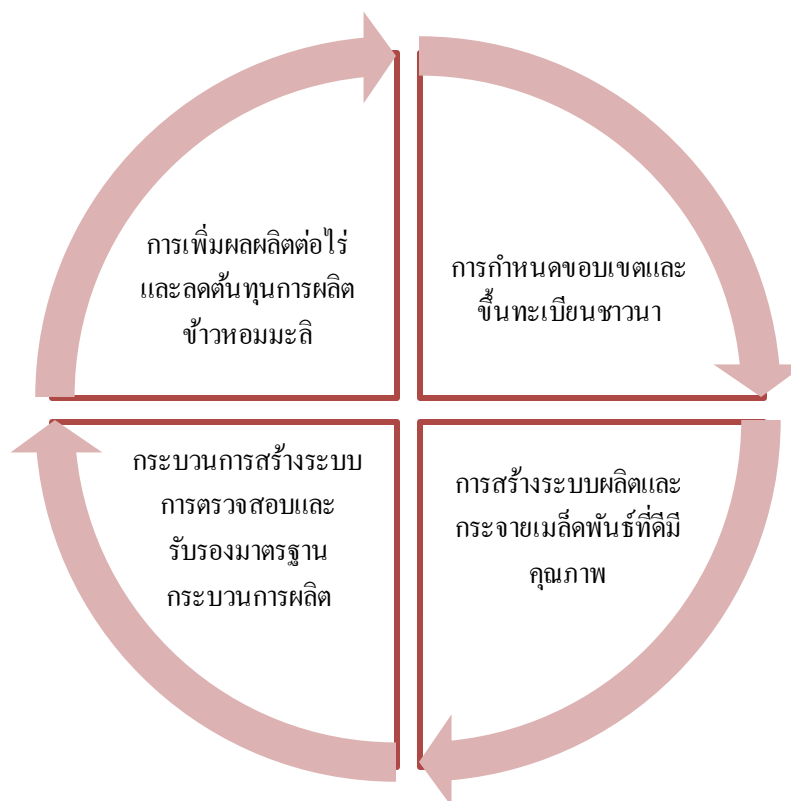 การเพิ่มผลผลิตต่อไร่
และลดต้นทุนการผลิต
ข้าวหอมมะลิ
การกำหนดขอบเขตและ
ขึ้นทะเบียนชาวนา
กระบวนการสร้างระบบ
การตรวจสอบและ
รับรองมาตรฐาน
กระบวนการผลิต
การสร้างระบบผลิตและ
กระจายเมล็ดพันธ์ที่ดีมี
คุณภาพ